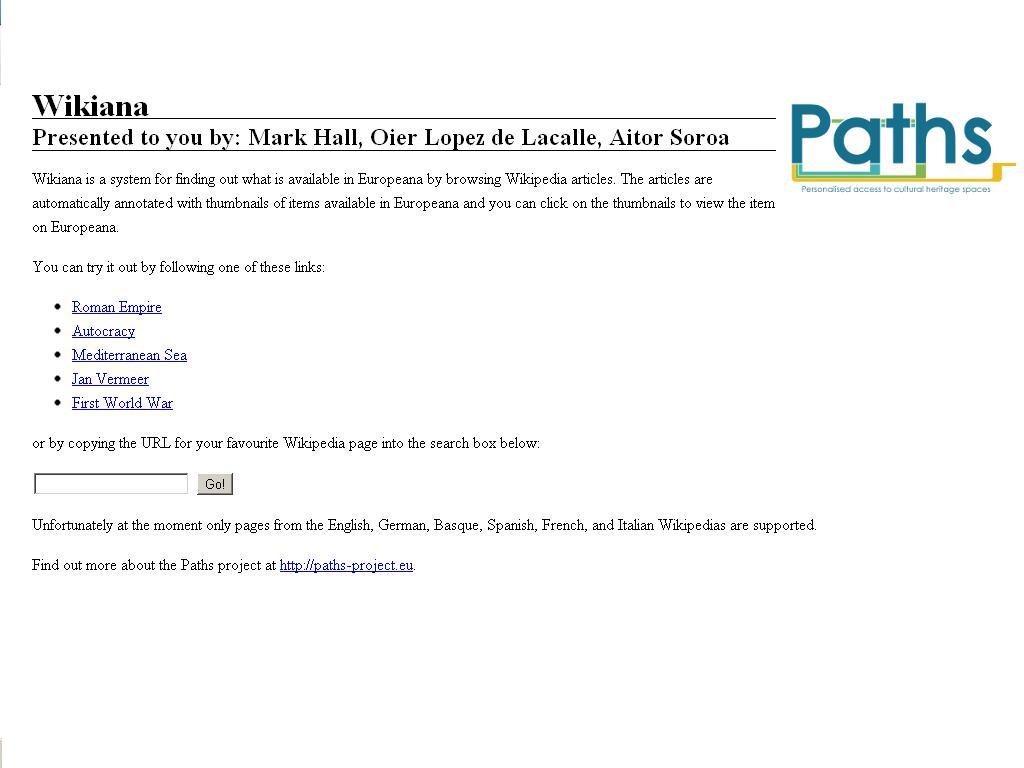 Wikiana
Presented to you by: Mark Hall, Oier Lopez de Lacalle, Aitor Soroa
Paths
Personalised access to cultural heritage spaces
Wikiana is a system for finding out what is available in Europeana by browsing Wikipedia articles. The articles are
automatically annotated with thumbnails of items available in Europeana and you can click on the thumbnails to view the item
on Europeana.
You can try it out by following one of these links:
Roman Empire
Autocracy
Mediterranean Sea
Jan Vermeer
First World War
or by copying the URL for your favourite Wikipedia page into the search box below:
Go!
Unfortunately at the moment only pages from the English, German, Basque, Spanish, French, and Italian Wikipedias are supported.
Find out more about the Paths project at http://paths-project.eu.